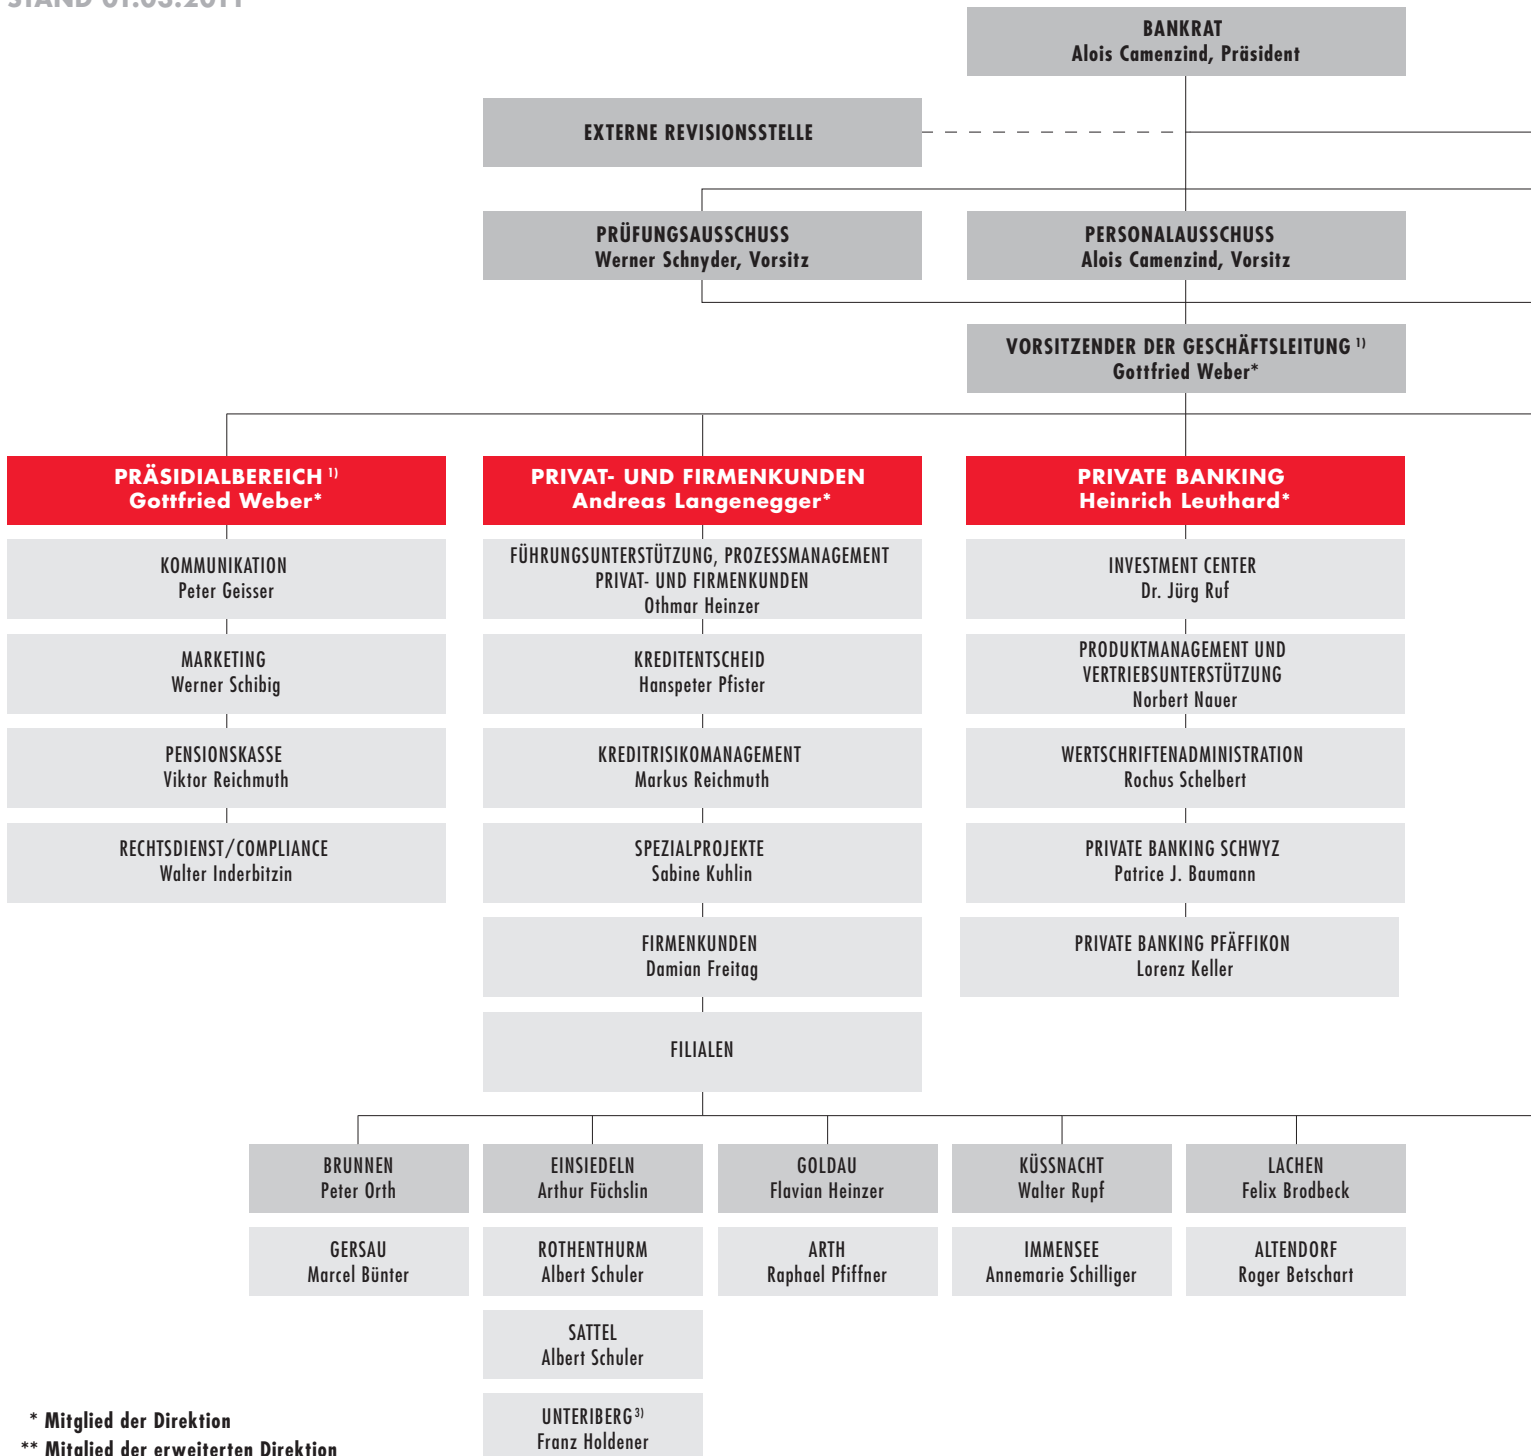 STAND 01.03.2011
BANKRAT
Alois Camenzind, Präsident
EXTERNE REVISIONSSTELLE
PRÜFUNGSAUSSCHUSS
Werner Schnyder, Vorsitz
PERSONALAUSSCHUSS
Alois Camenzind, Vorsitz
VORSITZENDER DER GESCHÄFTSLEITUNG 1)
Gottfried Weber*
PRÄSIDIALBEREICH 1)
Gottfried Weber*
KOMMUNIKATION
Peter Geisser
MARKETING
Werner Schibig
PENSIONSKASSE
Viktor Reichmuth
RECHTSDIENST/COMPLIANCE
Walter Inderbitzin
PRIVAT- UND FIRMENKUNDEN
Andreas Langenegger*
FÜHRUNGSUNTERSTÜTZUNG, PROZESSMANAGEMENT
PRIVAT- UND FIRMENKUNDEN
Othmar Heinzer
KREDITENTSCHEID
Hanspeter Pfister
KREDITRISIKOMANAGEMENT
Markus Reichmuth
SPEZIALPROJEKTE
Sabine Kuhlin
FIRMENKUNDEN
Damian Freitag
FILIALEN
PRIVATE BANKING
Heinrich Leuthard*
INVESTMENT CENTER
Dr. Jürg Ruf
PRODUKTMANAGEMENT UND
VERTRIEBSUNTERSTÜTZUNG
Norbert Nauer
WERTSCHRIFTENADMINISTRATION
Rochus Schelbert
PRIVATE BANKING SCHWYZ
Patrice J. Baumann
PRIVATE BANKING PFÄFFIKON
Lorenz Keller
BRUNNEN
Peter Orth
GERSAU
Marcel Bünter
EINSIEDELN
Arthur Füchslin
ROTHENTHURM
Albert Schuler
SATTEL
Albert Schuler
UNTERIBERG 3)
Franz Holdener
GOLDAU
Flavian Heinzer
ARTH
Raphael Pfiffner
KÜSSNACHT
Walter Rupf
IMMENSEE
Annemarie Schilliger
LACHEN
Felix Brodbeck
ALTENDORF
Roger Betschart
* Mitglied der Direktion
** Mitglied der erweiterten Direktion